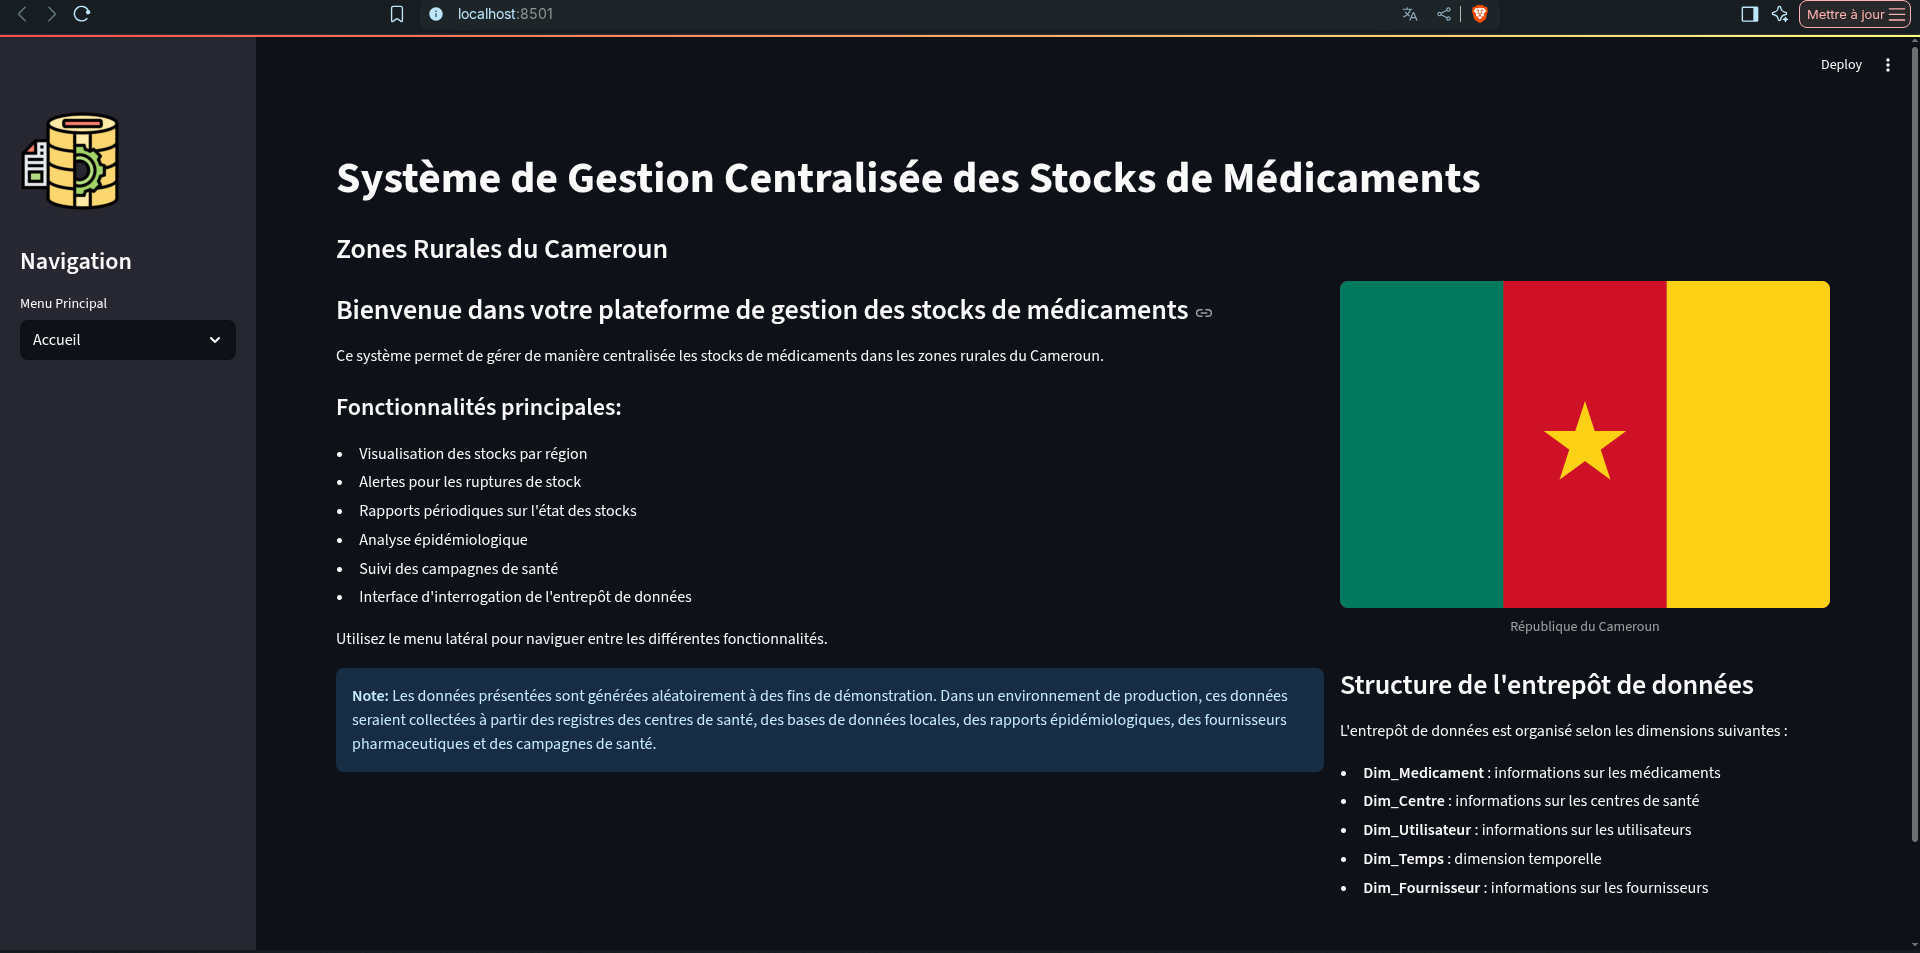 localhost:8501
Mettre à jour
Deploy
Navigation
Menu Principal
Accueil
Système de Gestion Centralisée des Stocks de Médicaments
Zones Rurales du Cameroun
Bienvenue dans votre plateforme de gestion des stocks de médicaments
Ce système permet de gérer de manière centralisée les stocks de médicaments dans les zones rurales du Cameroun.
Fonctionnalités principales:
Visualisation des stocks par région
Alertes pour les ruptures de stock
Rapports périodiques sur l'état des stocks
Analyse épidémiologique
Suivi des campagnes de santé
Interface d'interrogation de l'entrepôt de données
Utilisez le menu latéral pour naviguer entre les différentes fonctionnalités.
Note: Les données présentées sont générées aléatoirement à des fins de démonstration. Dans un environnement de production, ces données
seraient collectées à partir des registres des centres de santé, des bases de données locales, des rapports épidémiologiques, des fournisseurs
pharmaceutiques et des campagnes de santé.
République du Cameroun
Structure de l'entrepôt de données
L'entrepôt de données est organisé selon les dimensions suivantes :
Dim_Medicament : informations sur les médicaments
Dim_Centre : informations sur les centres de santé
Dim_Utilisateur : informations sur les utilisateurs
Dim_Temps : dimension temporelle
Dim_Fournisseur : informations sur les fournisseurs